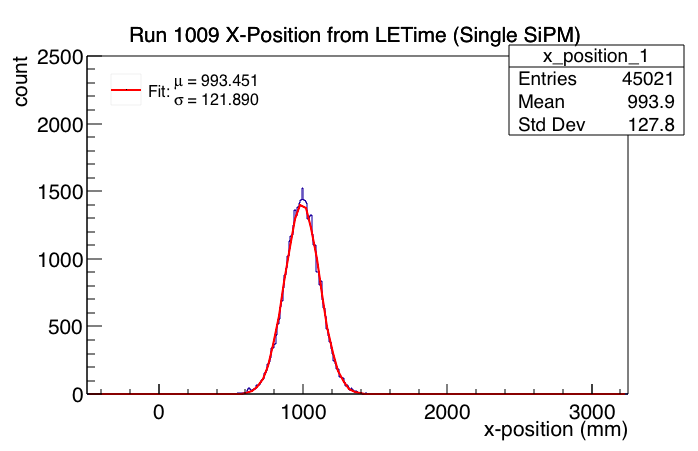 Run 1009 X-Position from LETime (Single SiPM)
x_position_1
Entries 45021
Mean 993.9
Std Dev 127.8
count
2500
2000
1500
1000
500
0
Fit: μ = 993.451
σ = 121.890
0 1000 2000 3000
x-position (mm)